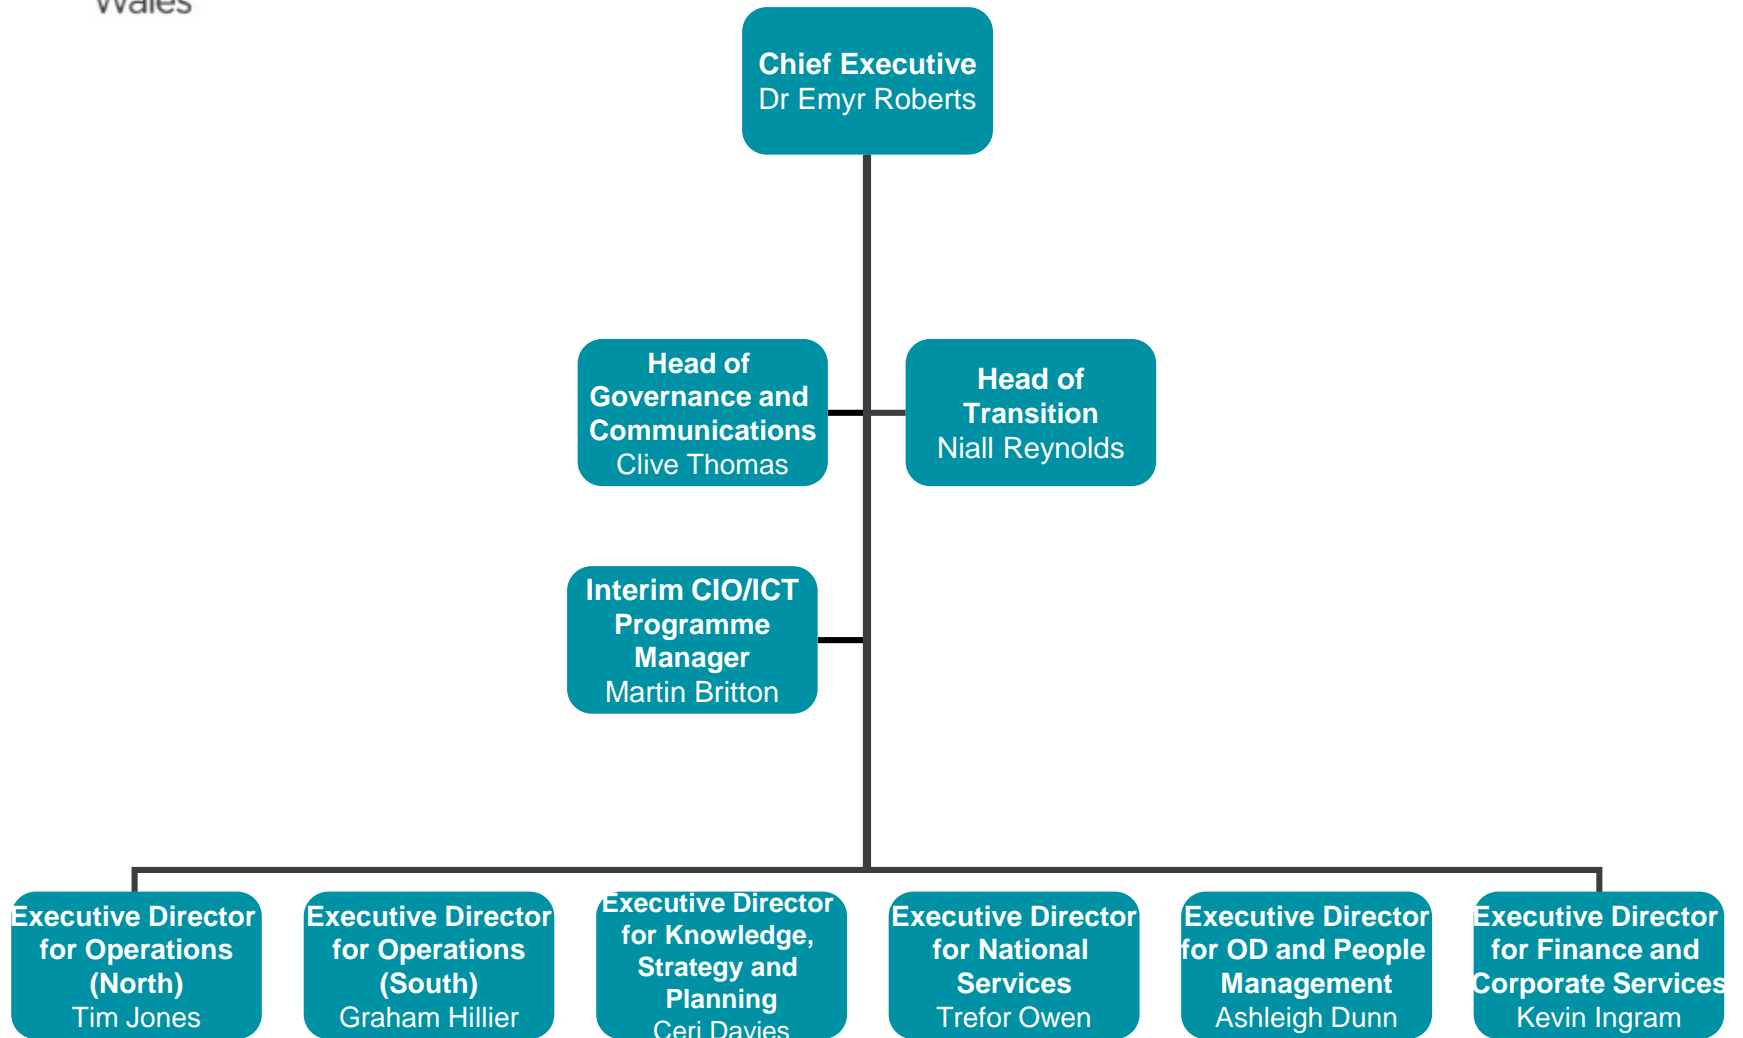 Wales
Chief Executive
Dr Emyr Roberts
Head of
Governance and
Communications
Clive Thomas
Head of
Transition
Niall Reynolds
Interim CIO/ICT
Programme
Manager
Martin Britton
Executive Director
for Operations
(North)
Tim Jones
Executive Director
for Operations
(South)
Graham Hillier
Executive Director
for Knowledge,
Strategy and
Planning
Ceri Davies
Executive Director
for National
Services
Trefor Owen
Executive Director
for OD and People
Management
Ashleigh Dunn
Executive Director
for Finance and
Corporate Services
Kevin Ingram